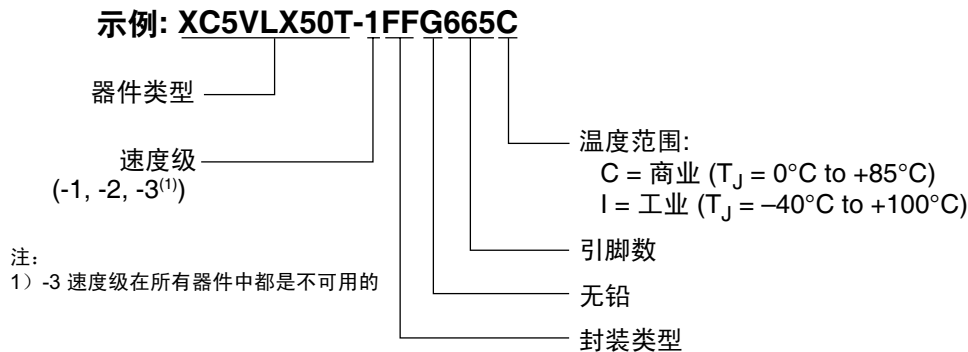 示例: XC5VLX50T-1FFG665C
器件类型
速度级
(-1, -2, -3(1))
温度范围:
C = 商业 (TJ = 0°C to +85°C)
I = 工业 (TJ = –40°C to +100°C)
引脚数
无铅
封装类型
注:
1）-3 速度级在所有器件中都是不可用的